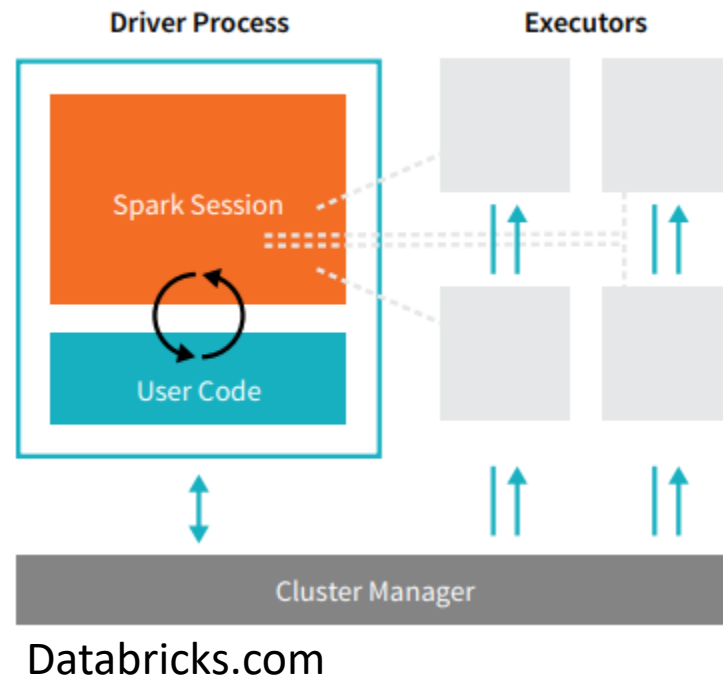 Driver Process
Executors
Spark Session
User Code
Cluster Manager
Databricks.com